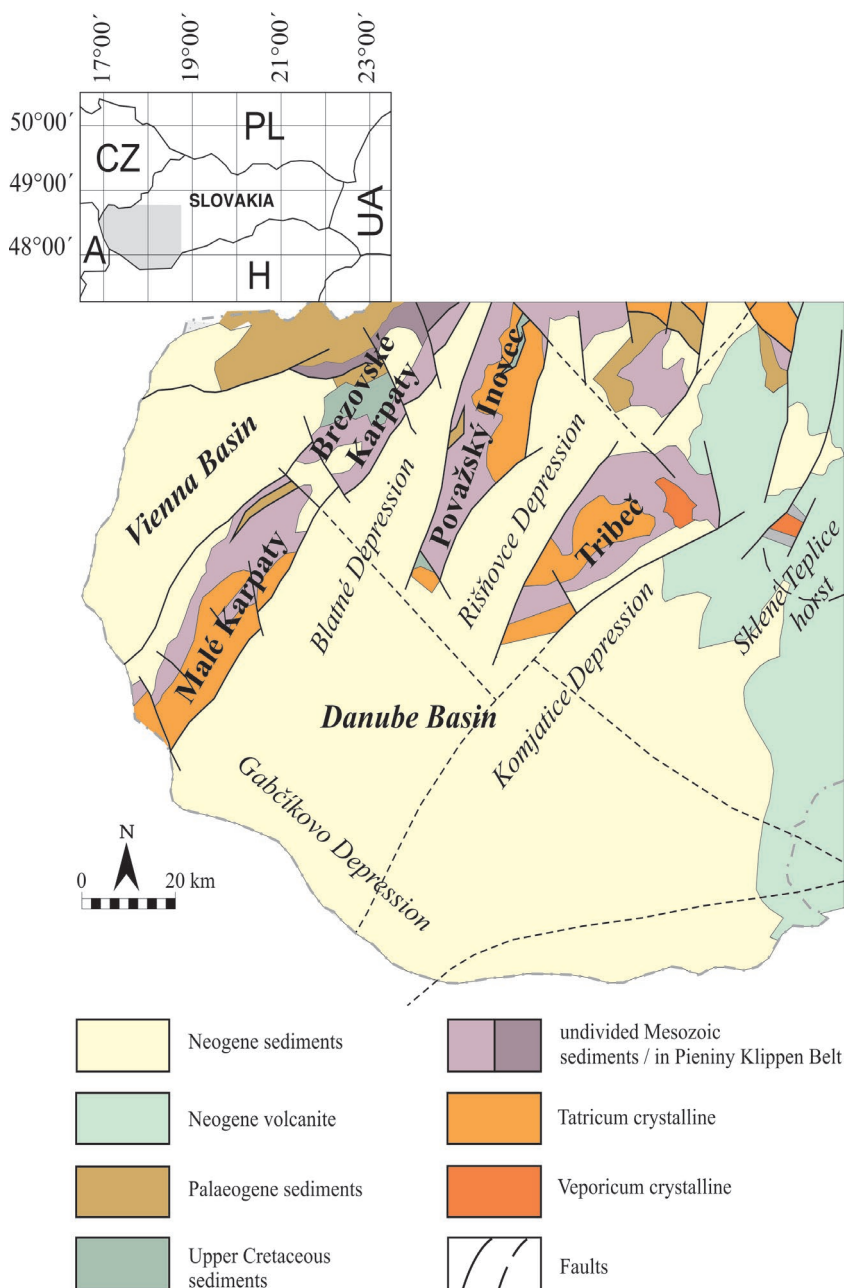 17°00´
19°00´
21°00´
23°00´
50°00´
49°00´
48°00´
PL
CZ
SLOVAKIA
UA
A
H
Vienna Basin
Brezovské
Karpaty
Považský Inovec
Malé Karpaty
Blatné Depression
Rišňovce Depression
Tribeč
Sklené Teplice
horst
Komjatice Depression
Danube Basin
Gabčíkovo Depression
N
0 20 km
Neogene sediments
Neogene volcanite
Palaeogene sediments
Upper Cretaceous
sediments
undivided Mesozoic
sediments / in Pieniny Klippen Belt
Tatricum crystalline
Veporicum crystalline
Faults